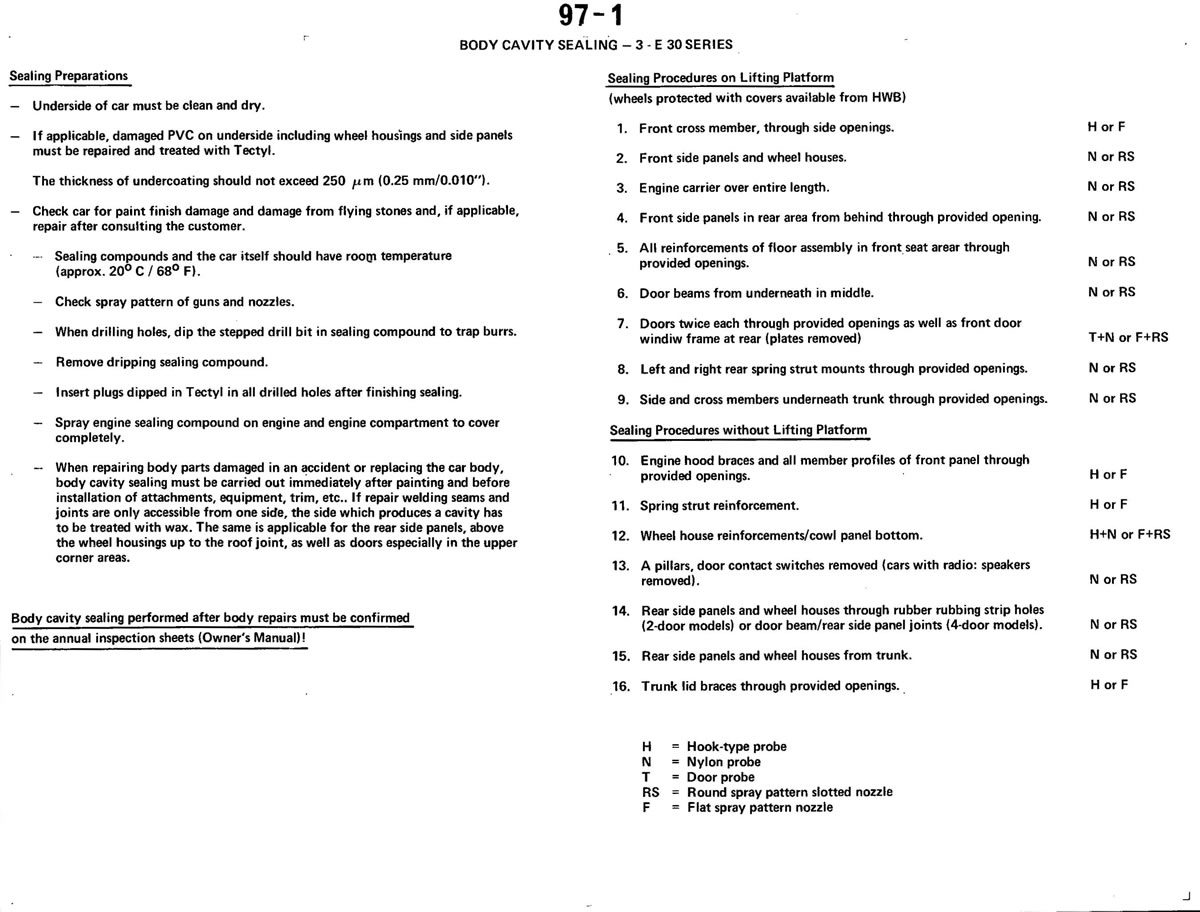 97-1
BODY CAVITY SEALING – 3 - E 30 SERIES
Sealing Preparations
– Underside of car must be clean and dry.
– If applicable, damaged PVC on underside including wheel housings and side panels
must be repaired and treated with Tectyl.
The thickness of undercoating should not exceed 250 μm (0.25 mm/0.010").
– Check car for paint finish damage and damage from flying stones and, if applicable,
repair after consulting the customer.
– Sealing compounds and the car itself should have room temperature
(approx. 20° C / 68° F).
– Check spray pattern of guns and nozzles.
– When drilling holes, dip the stepped drill bit in sealing compound to trap burrs.
– Remove dripping sealing compound.
– Insert plugs dipped in Tectyl in all drilled holes after finishing sealing.
– Spray engine sealing compound on engine and engine compartment to cover
completely.
– When repairing body parts damaged in an accident or replacing the car body,
body cavity sealing must be carried out immediately after painting and before
installation of attachments, equipment, trim, etc.. If repair welding seams and
joints are only accessible from one side, the side which produces a cavity has
to be treated with wax. The same is applicable for the rear side panels, above
the wheel housings up to the roof joint, as well as doors especially in the upper
corner areas.
Body cavity sealing performed after body repairs must be confirmed
on the annual inspection sheets (Owner's Manual)!
Sealing Procedures on Lifting Platform
(wheels protected with covers available from HWB)
1. Front cross member, through side openings. H or F
2. Front side panels and wheel houses. N or RS
3. Engine carrier over entire length. N or RS
4. Front side panels in rear area from behind through provided opening. N or RS
5. All reinforcements of floor assembly in front seat arear through
provided openings. N or RS
6. Door beams from underneath in middle. N or RS
7. Doors twice each through provided openings as well as front door
windiw frame at rear (plates removed) T+N or F+RS
8. Left and right rear spring strut mounts through provided openings. N or RS
9. Side and cross members underneath trunk through provided openings. N or RS
Sealing Procedures without Lifting Platform
10. Engine hood braces and all member profiles of front panel through
provided openings. H or F
11. Spring strut reinforcement. H or F
12. Wheel house reinforcements/cowl panel bottom. H+N or F+RS
13. A pillars, door contact switches removed (cars with radio: speakers
removed). N or RS
14. Rear side panels and wheel houses through rubber rubbing strip holes
(2-door models) or door beam/rear side panel joints (4-door models). N or RS
15. Rear side panels and wheel houses from trunk. N or RS
16. Trunk lid braces through provided openings. H or F
H = Hook-type probe
N = Nylon probe
T = Door probe
RS = Round spray pattern slotted nozzle
F = Flat spray pattern nozzle